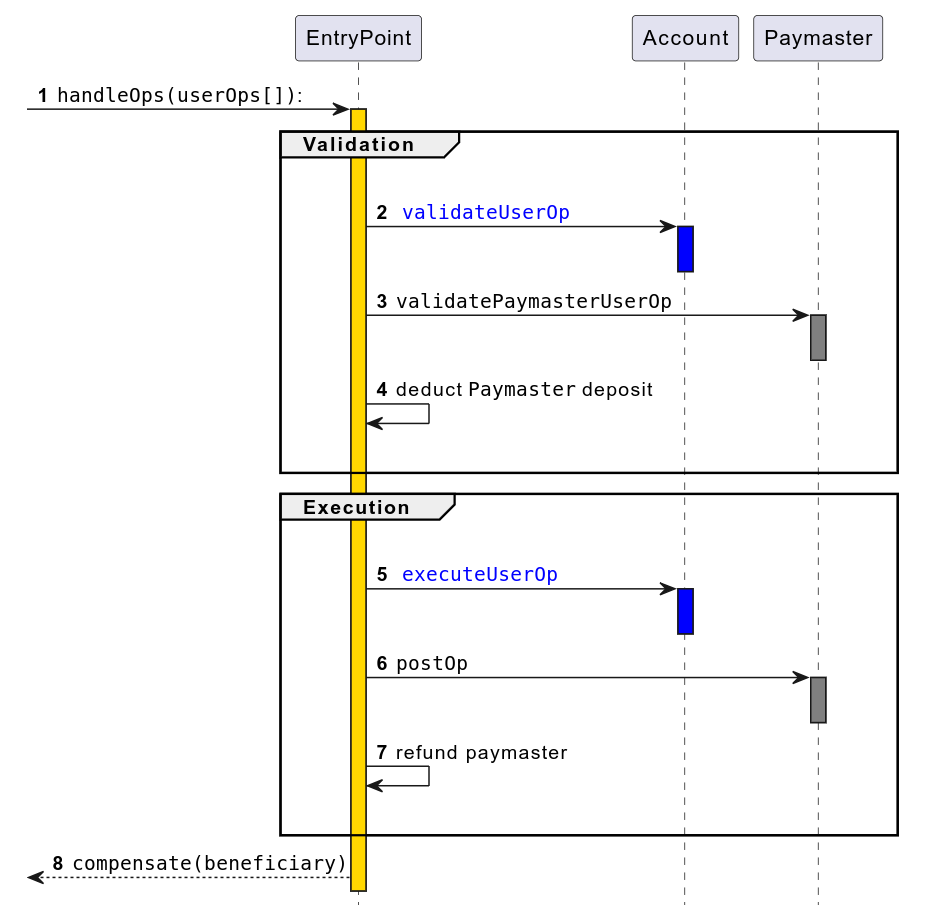 EntryPoint Account Paymaster
1 handleOps(userOps[]):
Validation
2 validateUserOp
3 validatePaymasterUserOp
4 deduct Paymaster deposit
Execution
5 executeUserOp
6 postOp
7 refund paymaster
8 compensate(beneficiary)